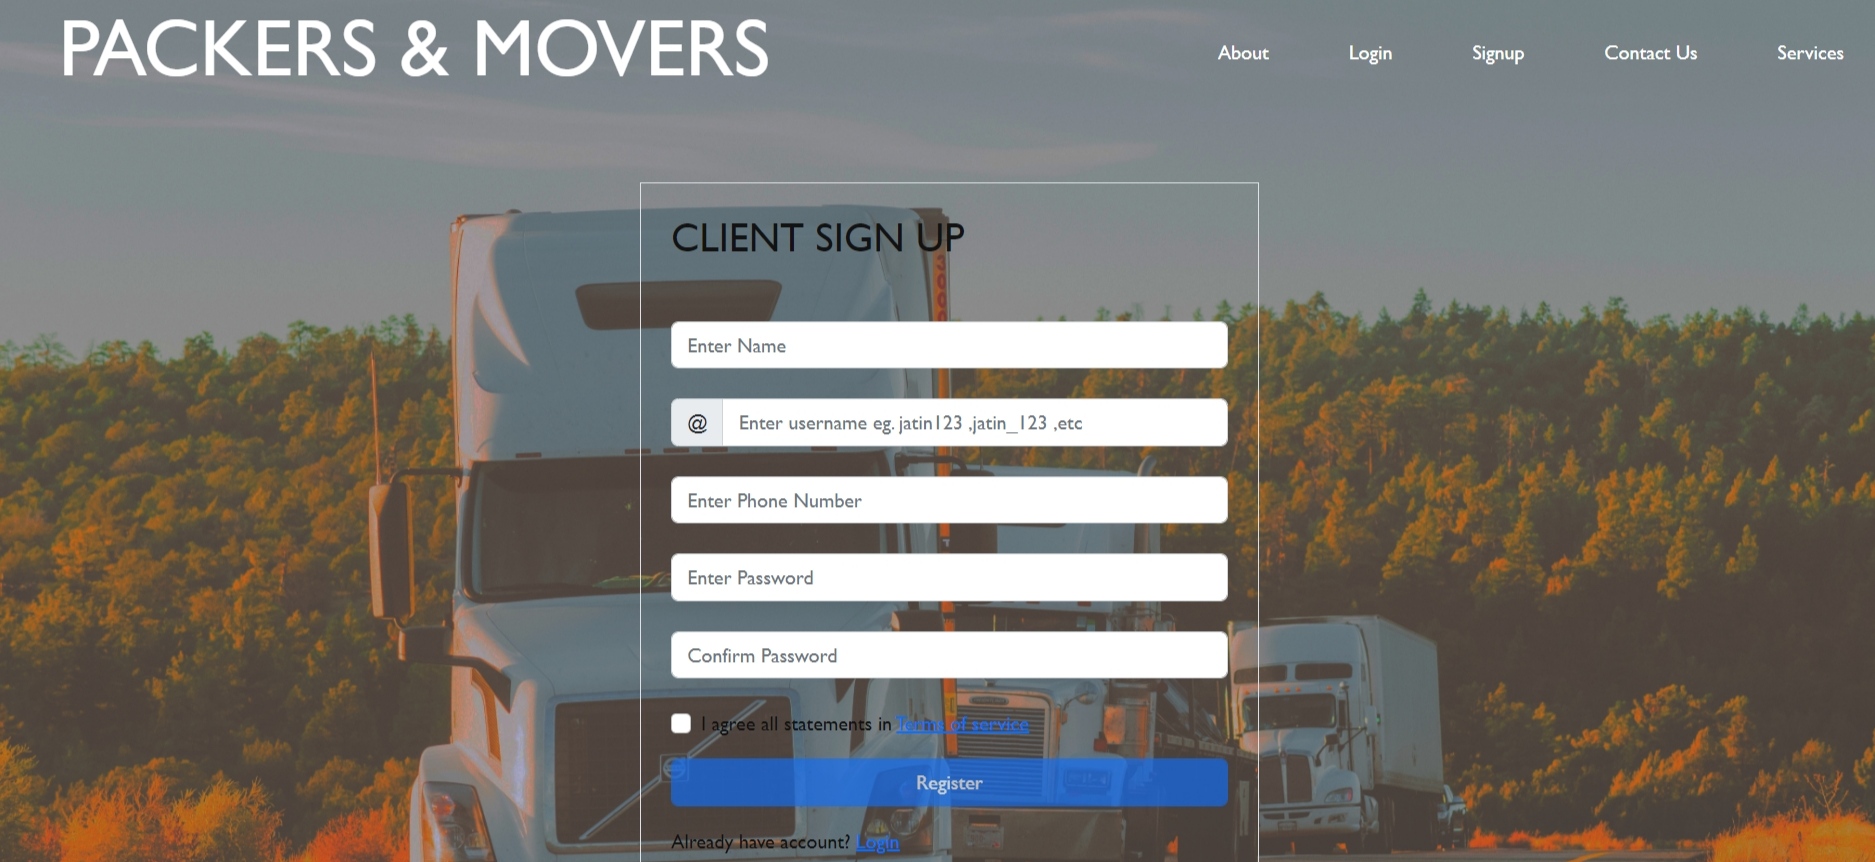 PACKERS & MOVERS
About Login Signup Contact Us Services
CLIENT SIGN UP
Enter Name
@ Enter username eg. jatin123 ,jatin_123 ,etc
Enter Phone Number
Enter Password
Confirm Password
I agree all statements in Terms of service
Register
Already have account? Login